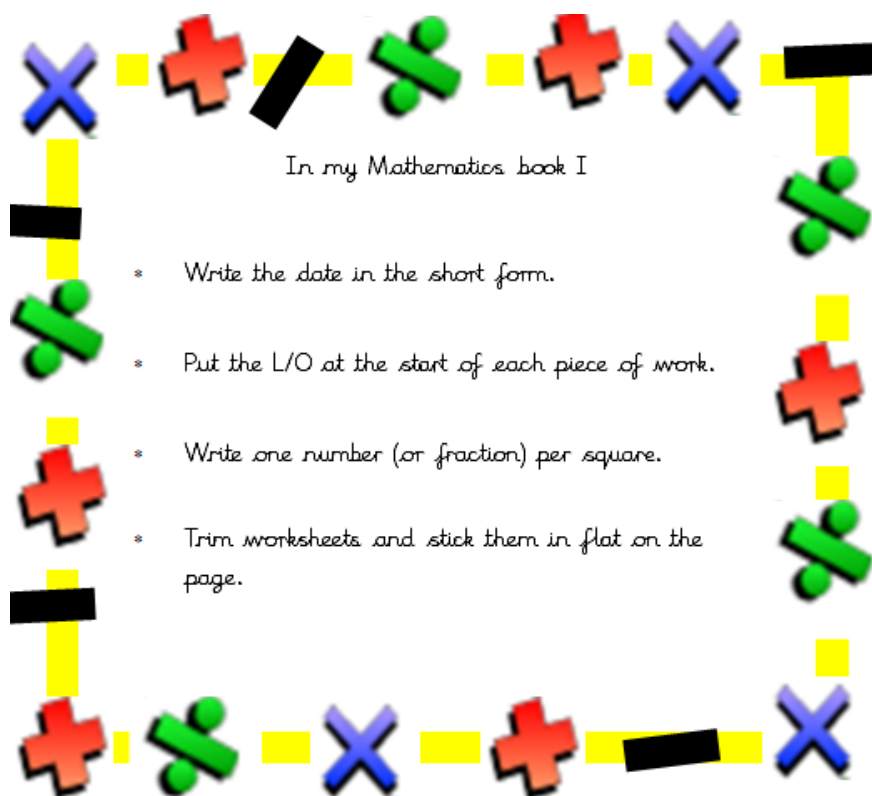 In my Mathematics book I
* Write the date in the short form.
* Put the L/O at the start of each piece of work.
* Write one number (or fraction) per square.
* Trim worksheets and stick them in flat on the
page.